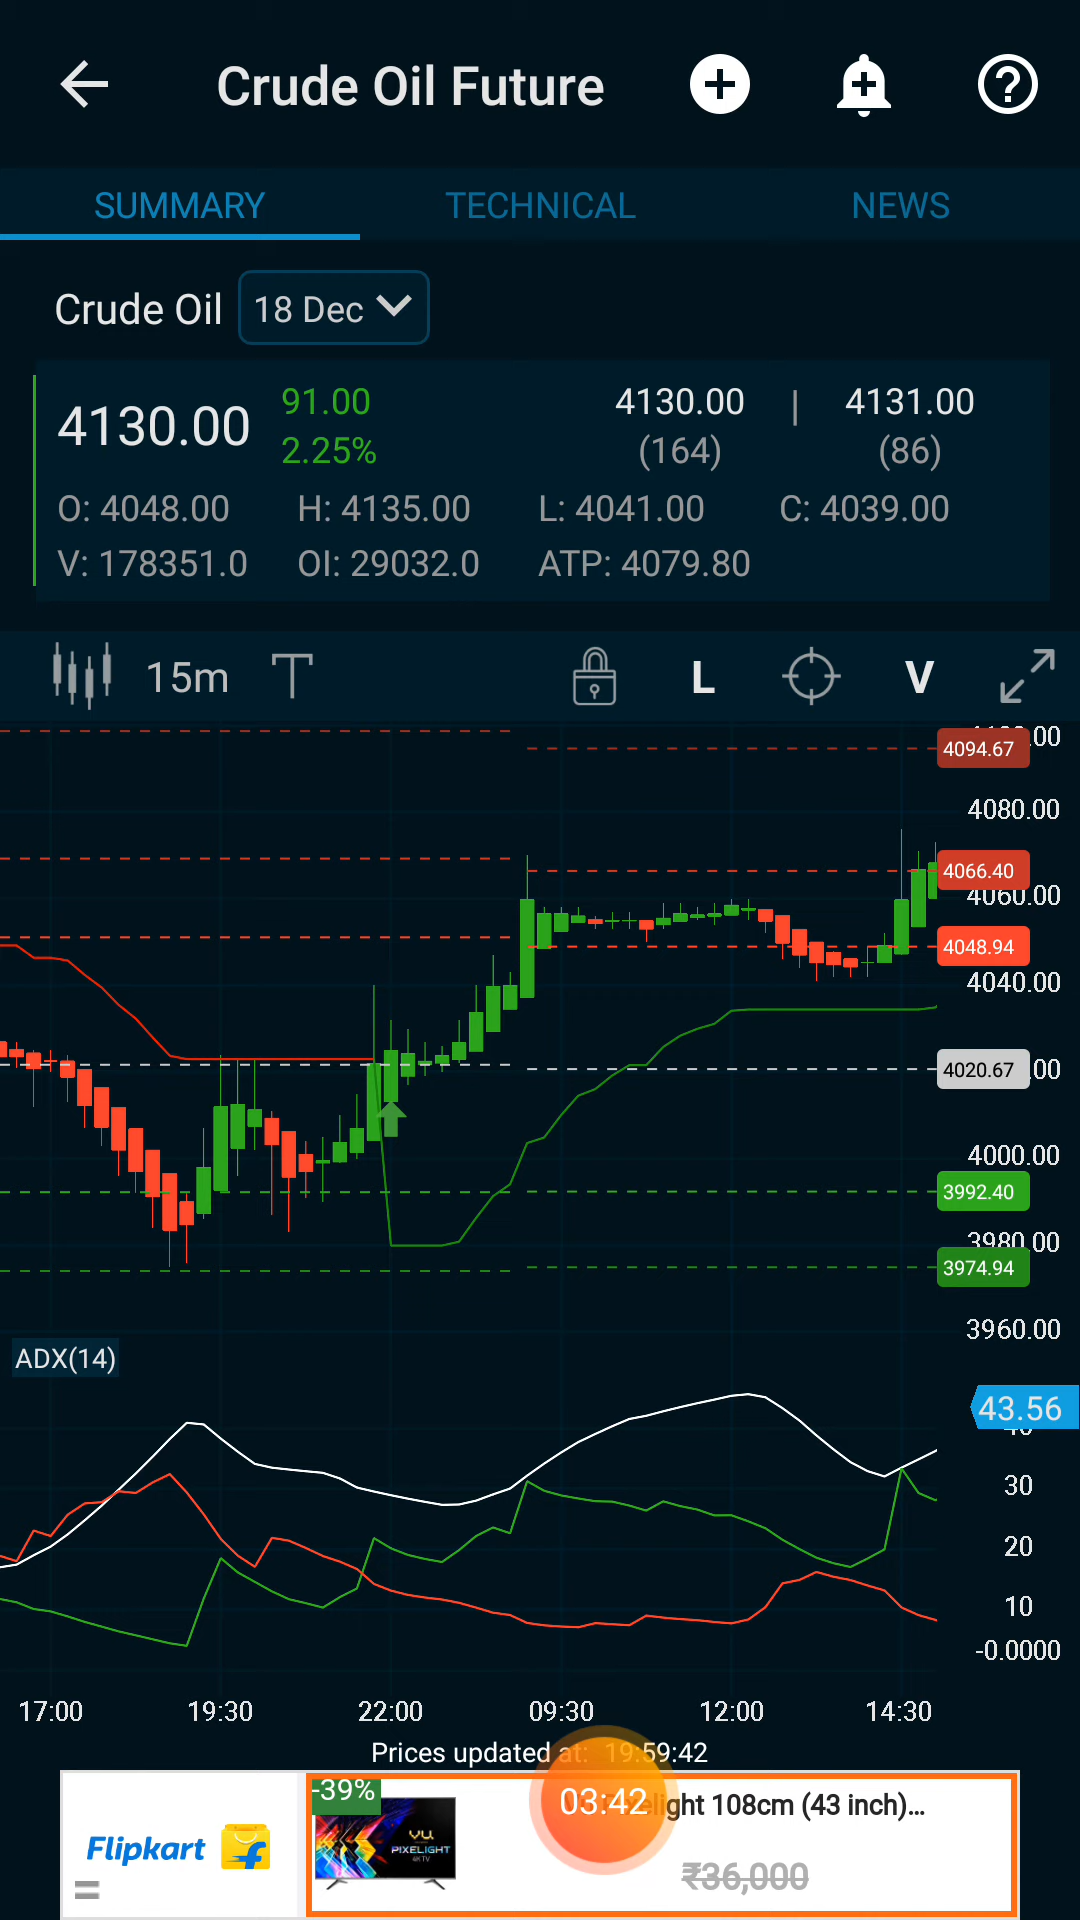 Crude Oil Future
SUMMARY TECHNICAL NEWS
Crude Oil 18 Dec
4130.00 91.00 2.25% 4130.00 (164) | 4131.00 (86)
O: 4048.00 H: 4135.00 L: 4041.00 C: 4039.00
V: 178351.0 OI: 29032.0 ATP: 4079.80
15m T L V
4094.67
4080.00
4066.40
4060.00
4048.94
4040.00
4020.67
4000.00
3992.40
3980.00
3974.94
3960.00
ADX(14)
43.56
40
30
20
10
-0.0000
17:00 19:30 22:00 09:30 12:00 14:30
Prices updated at: 19:59:42
03:42
-39%
Flipkart
VU
PIXELIGHT
4K TV
108cm (43 inch)...
₹36,000